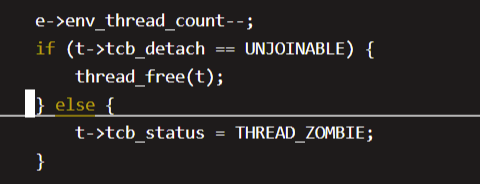 e->env_thread_count--;
if (t->tcb_detach == UNJOINABLE) {
    thread_free(t);
} else {
    t->tcb_status = THREAD_ZOMBIE;
}